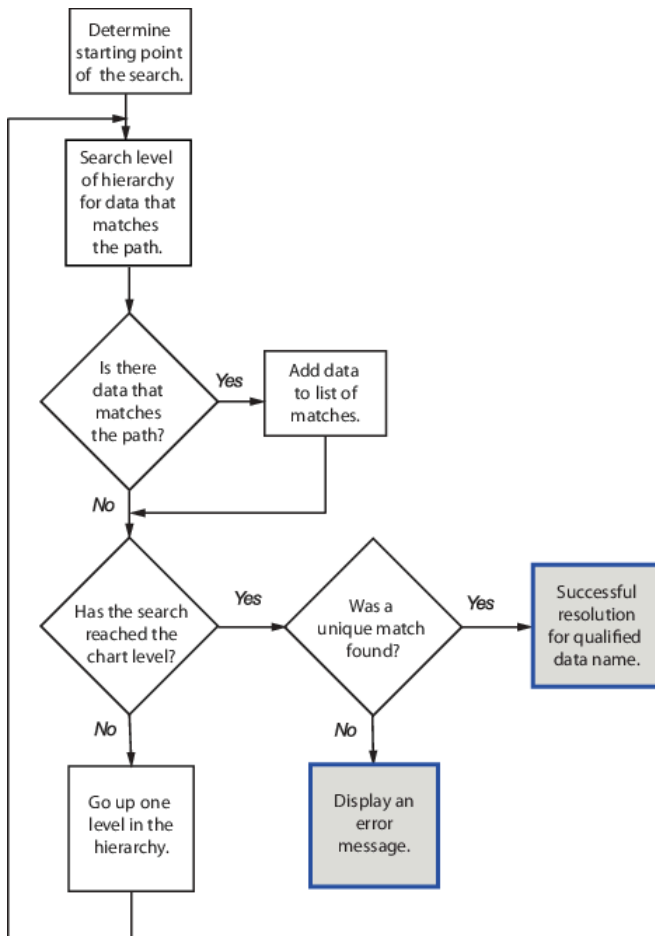 Determine
starting point
of the search.
Search level
of hierarchy
for data that
matches
the path.
Is there
data that
matches
the path?
Yes
Add data
to list of
matches.
No
Has the search
reached the
chart level?
Yes
Was a
unique match
found?
Yes
Successful
resolution
for qualified
data name.
No
Go up one
level in the
hierarchy.
No
Display an
error
message.